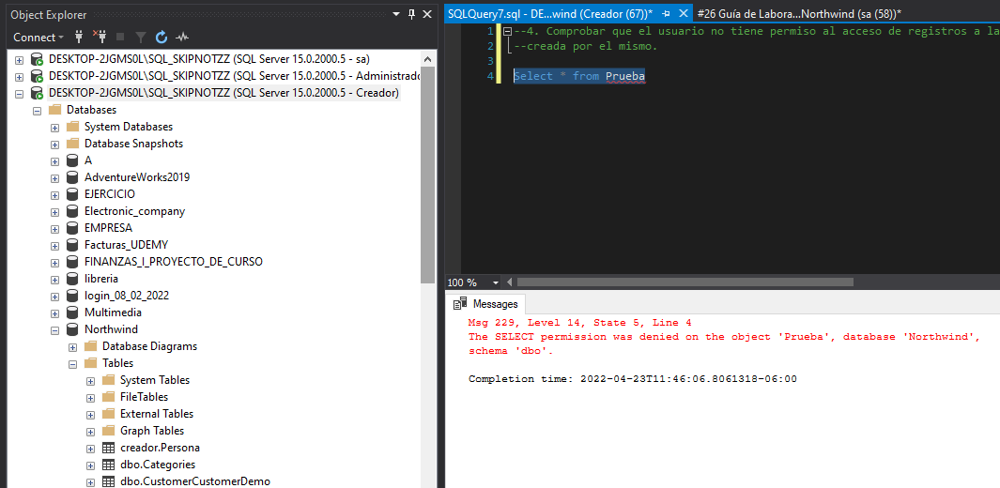 Object Explorer
Connect
DESKTOP-2JGMS0L\SQL_SKIPNOTZZ (SQL Server 15.0.2000.5 - sa)
DESKTOP-2JGMS0L\SQL_SKIPNOTZZ (SQL Server 15.0.2000.5 - Administrado
DESKTOP-2JGMS0L\SQL_SKIPNOTZZ (SQL Server 15.0.2000.5 - Creador)
Databases
System Databases
Database Snapshots
A
AdventureWorks2019
EJERCICIO
Electronic_company
EMPRESA
Facturas_UDEMY
FINANZAS_I_PROYECTO_DE_CURSO
libreria
login_08_02_2022
Multimedia
Northwind
Database Diagrams
Tables
System Tables
FileTables
External Tables
Graph Tables
creador.Persona
dbo.Categories
dbo.CustomerCustomerDemo
SQLQuery7.sql - DE...wind (Creador (67))*
#26 Guía de Labora...Northwind (sa (58))*
1 --4. Comprobar que el usuario no tiene permiso al acceso de registros a la
2 --creada por el mismo.
3
4 Select * from Prueba
100 %
Messages
Msg 229, Level 14, State 5, Line 4
The SELECT permission was denied on the object 'Prueba', database 'Northwind',
schema 'dbo'.
Completion time: 2022-04-23T11:46:06.8061318-06:00